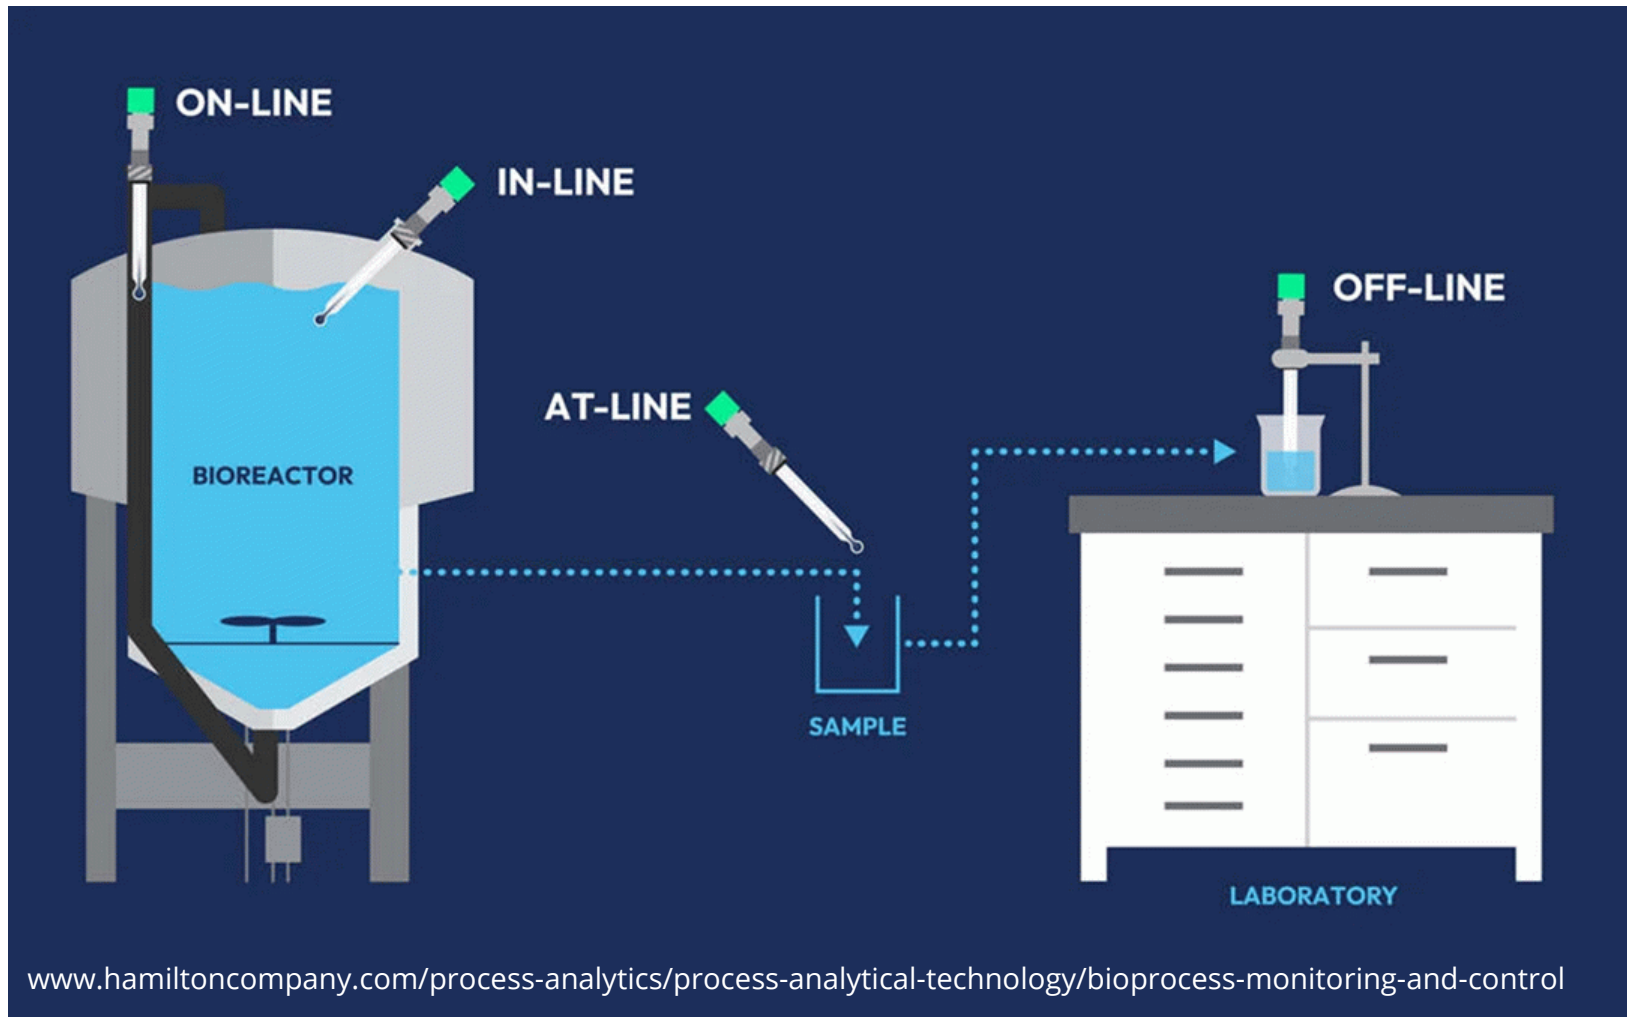 ON-LINE
IN-LINE
OFF-LINE
AT-LINE
BIOREACTOR
SAMPLE
LABORATORY
www.hamiltoncompany.com/process-analytics/process-analytical-technology/bioprocess-monitoring-and-control